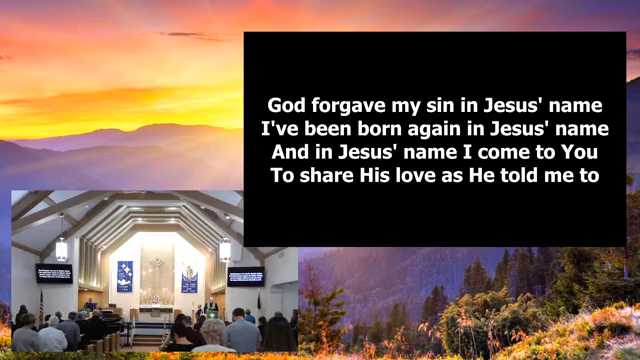 God forgave my sin in Jesus' name
I've been born again in Jesus' name
And in Jesus' name I come to You
To share His love as He told me to